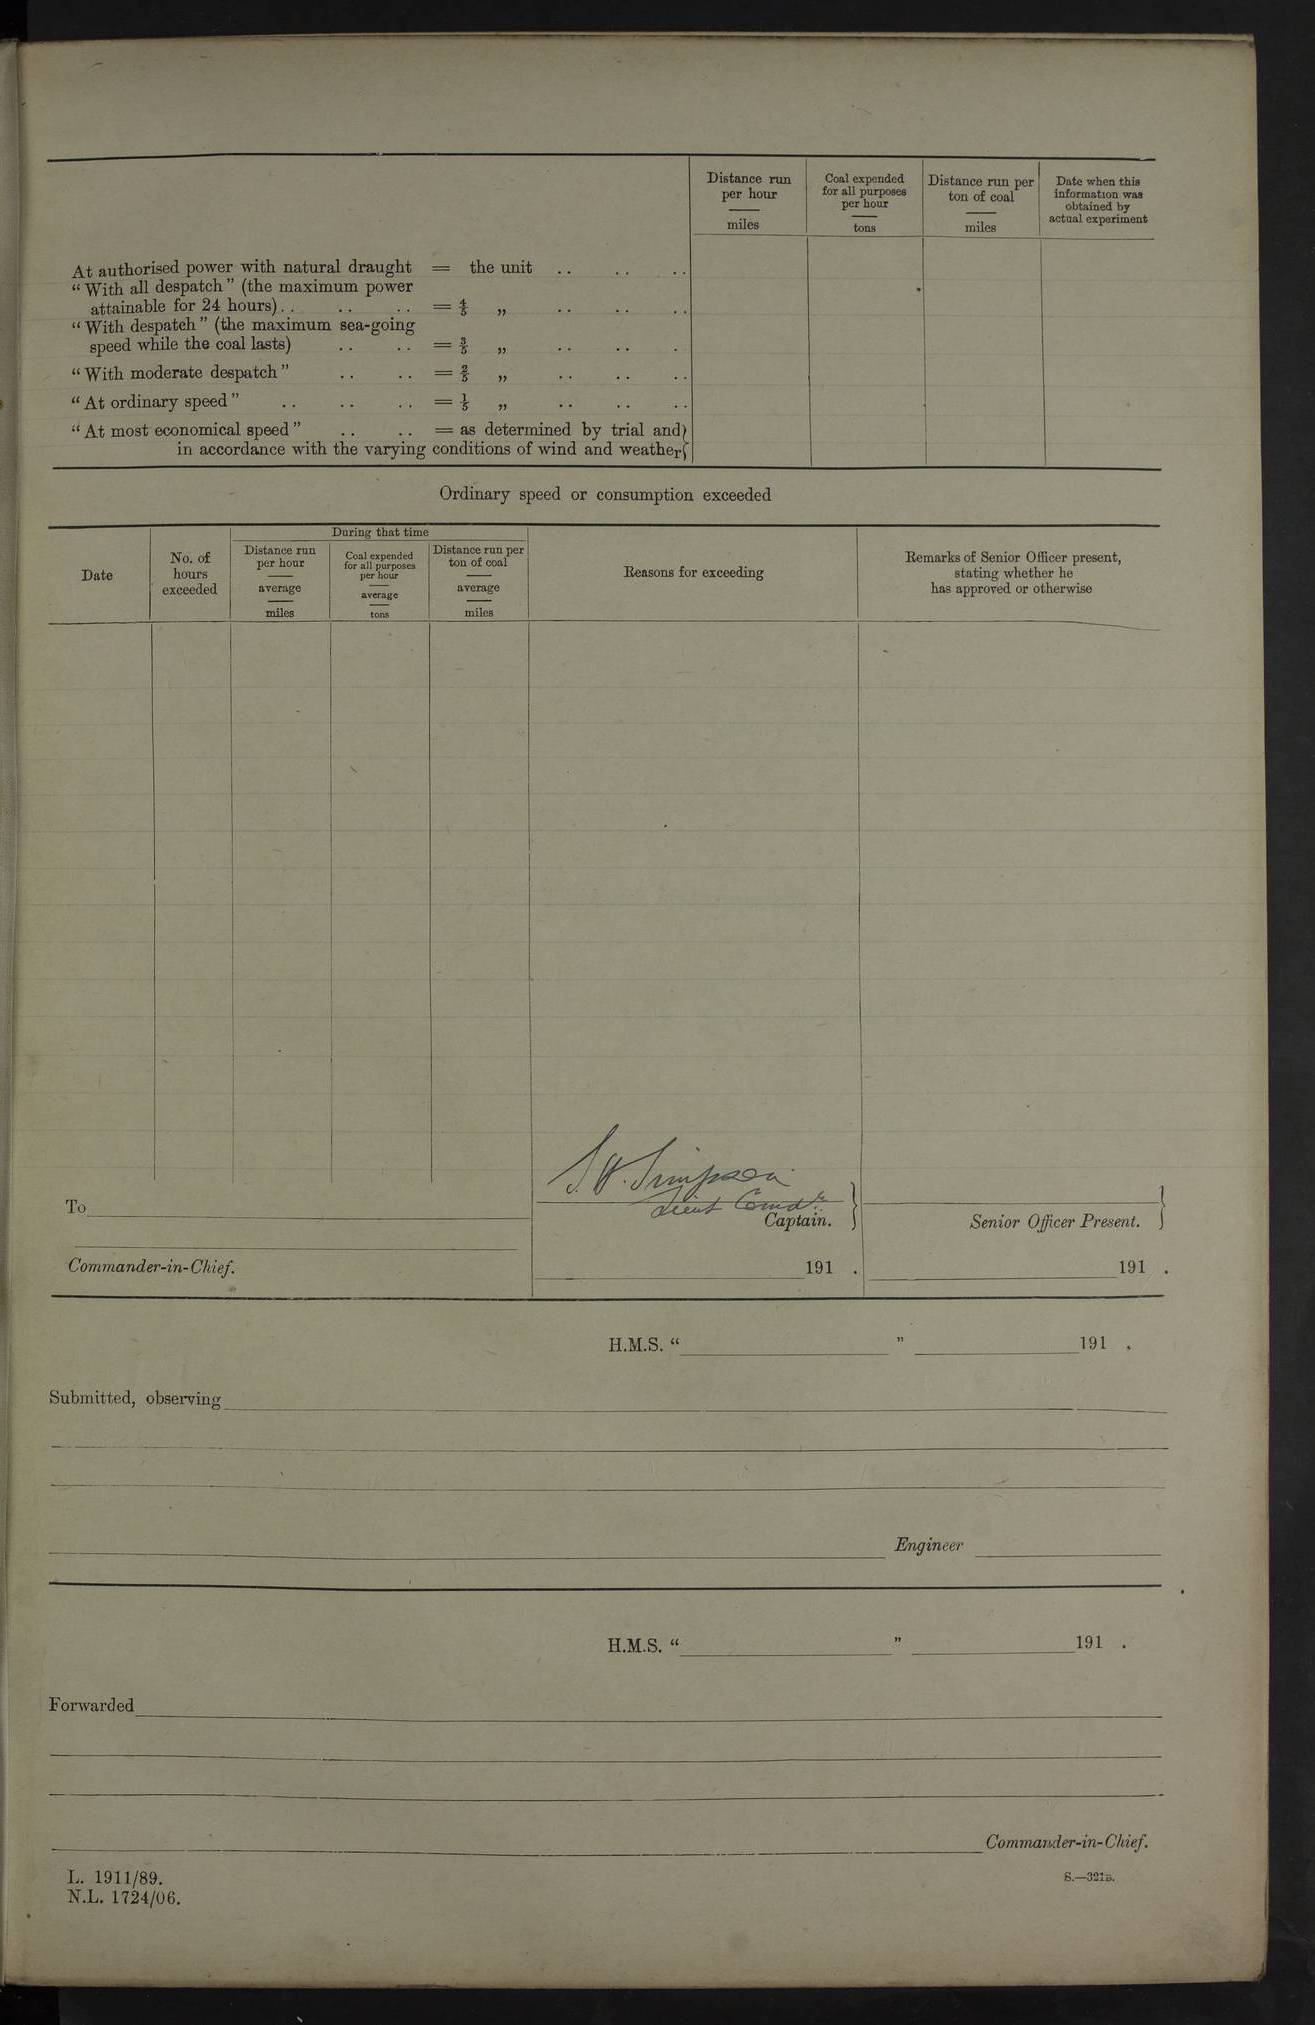 Distance run
per hour
miles
Coal expended
for all purposes
per hour
tons
Distance run per
ton of coal
miles
Date when this
information was
obtained by
actual experiment
At authorised power with natural draught = the unit .. .. ..
“With all despatch” (the maximum power
attainable for 24 hours) .. .. .. = 4/5 „ .. .. ..
“With despatch” (the maximum sea-going
speed while the coal lasts) .. .. = 3/5 „ .. .. .
“With moderate despatch” .. .. = 2/5 „ .. .. ..
“At ordinary speed” .. .. .. = 1/5 „ .. .. ..
“At most economical speed” .. .. = as determined by trial and
in accordance with the varying conditions of wind and weather
Ordinary speed or consumption exceeded
Date
No. of
hours
exceeded
During that time
Distance run
per hour
average
miles
Coal expended
for all purposes
per hour
average
tons
Distance run per
ton of coal
average
miles
Reasons for exceeding
Remarks of Senior Officer present,
stating whether he
has approved or otherwise
Simpson
Lieut Comdr
To
Captain.
Senior Officer Present.
Commander-in-Chief.
191 .
191 .
H.M.S. “ ” 191 .
Submitted, observing
Engineer
H.M.S. “ ” 191 .
Forwarded
Commander-in-Chief.
L. 1911/89.
N.L. 1724/06.
S.—321B.